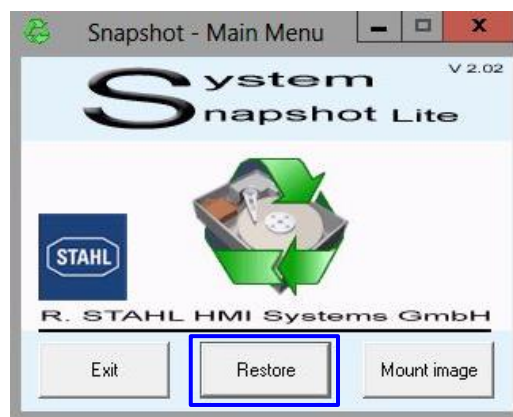 Snapshot - Main Menu
V 2.02
System
Snapshot Lite
STAHL
R. STAHL HMI Systems GmbH
Exit
Restore
Mount image